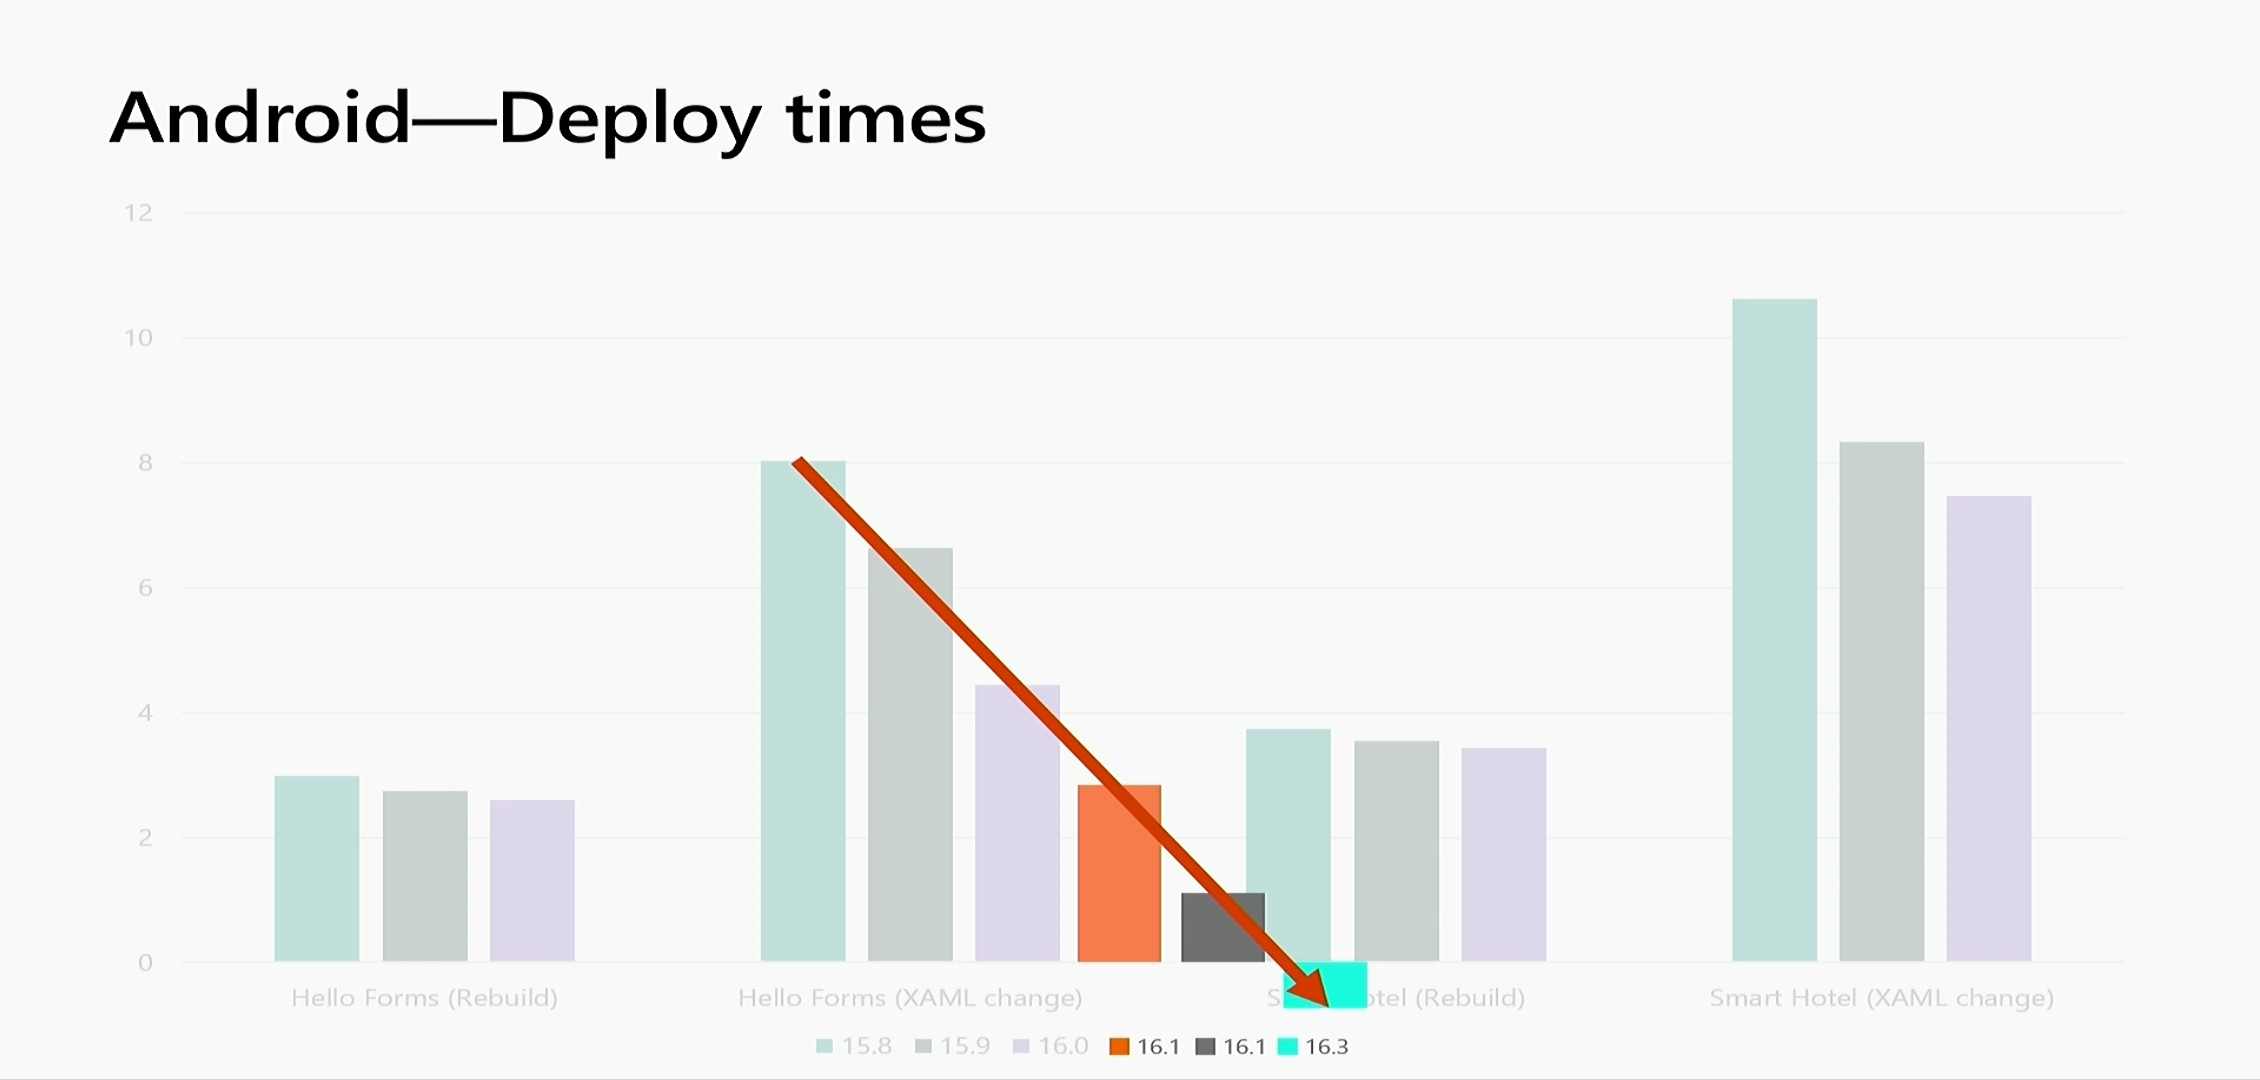 Android—Deploy times
12
10
8
6
4
2
0
Hello Forms (Rebuild) Hello Forms (XAML change) S otel (Rebuild) Smart Hotel (XAML change)
15.8 15.9 16.0 16.1 16.1 16.3